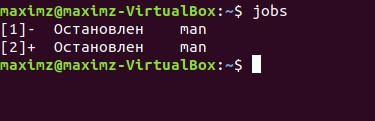 maximz@maximz-VirtualBox:~$ jobs
[1]-  Остановлен    man
[2]+  Остановлен    man
maximz@maximz-VirtualBox:~$